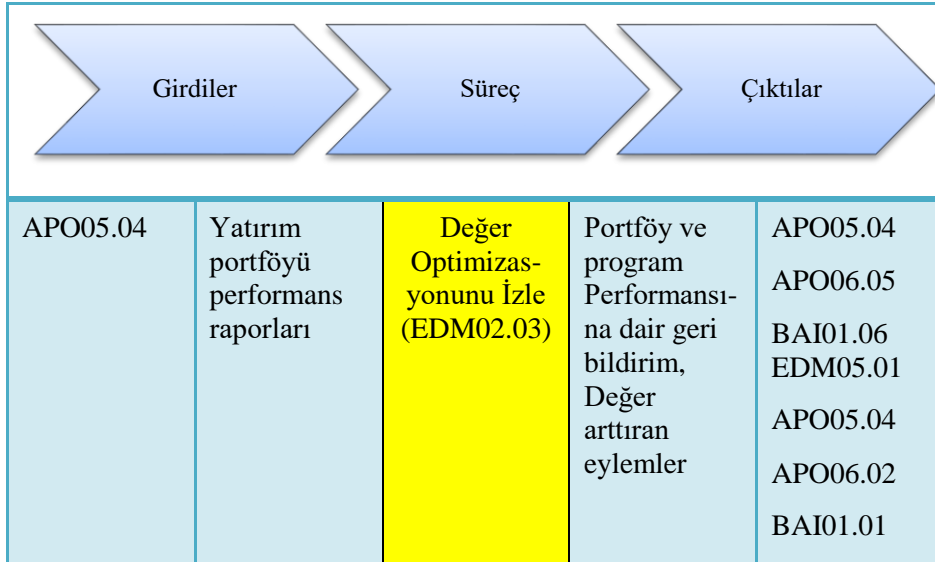 Girdiler
Süreç
Çıktılar
APO05.04
Yatırım
portföyü
performans
raporları
Değer
Optimizas-
yonunu İzle
(EDM02.03)
Portföy ve
program
Performansı-
na dair geri
bildirim,
Değer
arttıran
eylemler
APO05.04
APO06.05
BAI01.06
EDM05.01
APO05.04
APO06.02
BAI01.01